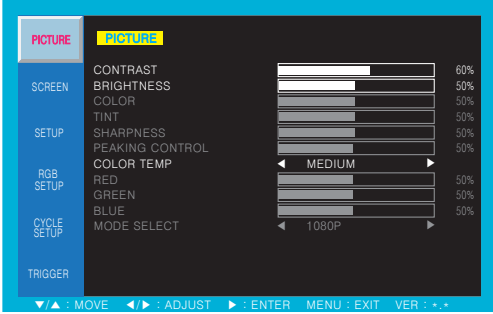 PICTURE
PICTURE
CONTRAST 60%
BRIGHTNESS 50%
SCREEN
COLOR 50%
TINT 50%
SETUP
SHARPNESS 50%
PEAKING CONTROL 50%
COLOR TEMP ◀ MEDIUM ▶
RGB
SETUP
RED 50%
GREEN 50%
BLUE 50%
CYCLE
SETUP
MODE SELECT ◀ 1080P ▶
TRIGGER
▼/▲ : MOVE ◀/▶ : ADJUST ▶ : ENTER MENU : EXIT VER : *.*